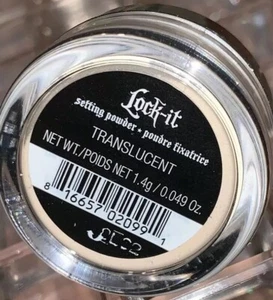 Lock-it
setting powder • poudre fixatrice
TRANSLUCENT
NET WT./POIDS NET 1.4g / 0.049 Oz.
8 16657 02099 1